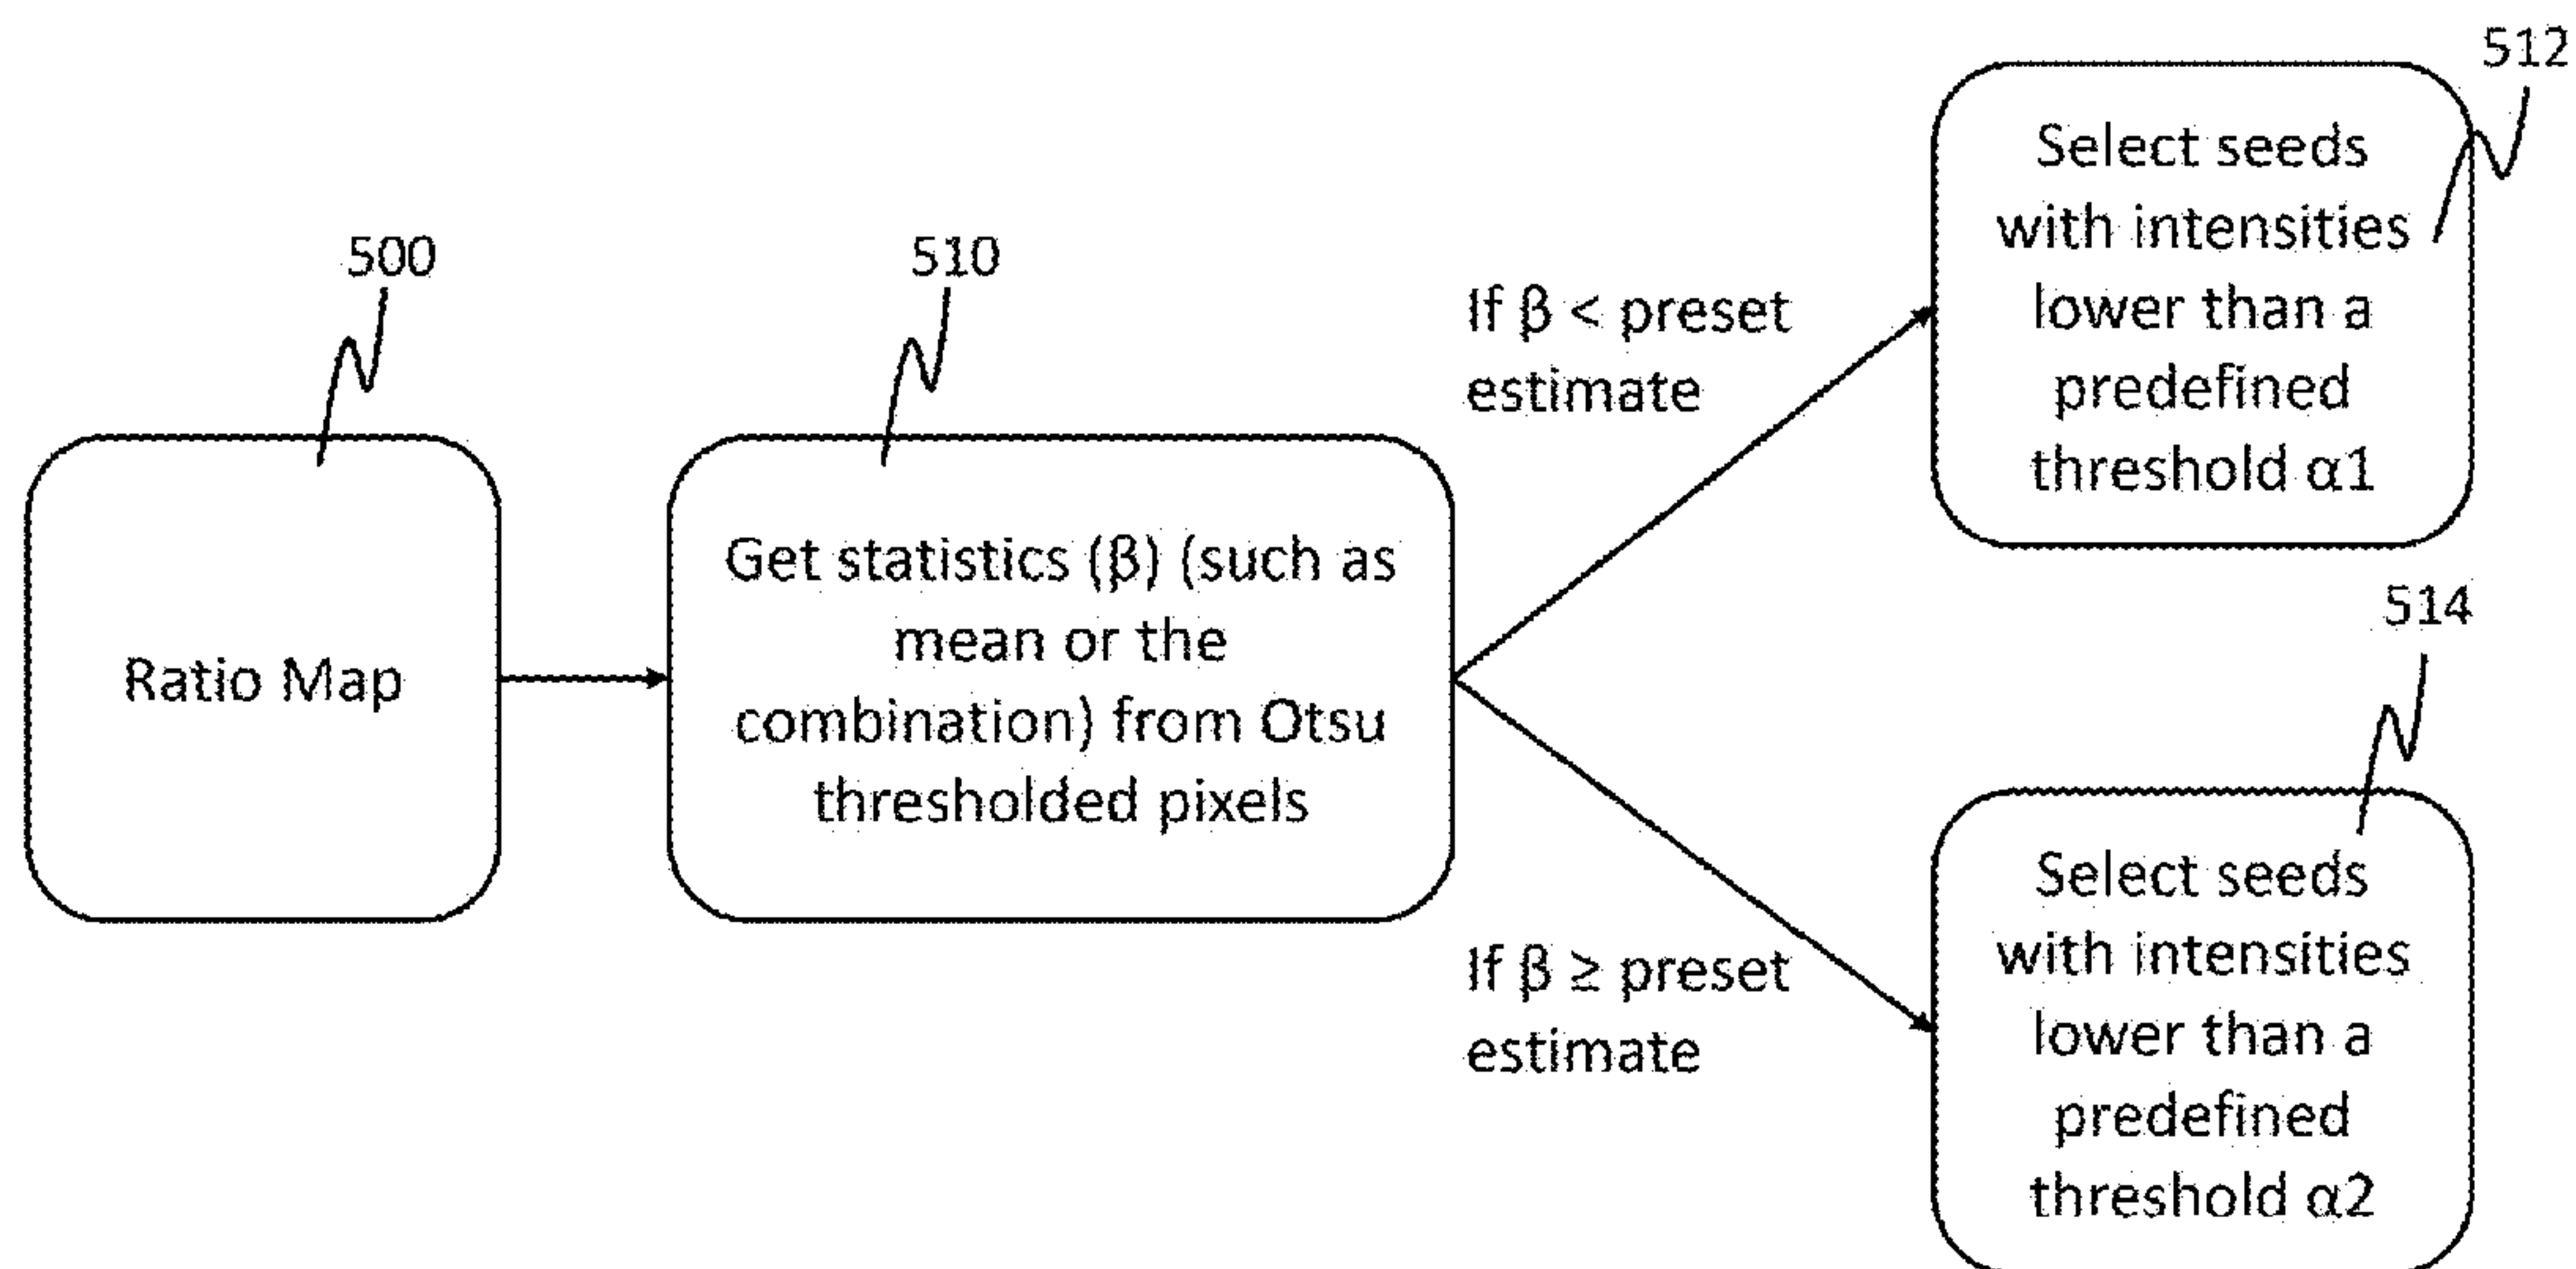 500
Ratio Map
510
Get statistics (β) (such as
mean or the
combination) from Otsu
thresholded pixels
If β < preset
estimate
512
Select seeds
with intensities
lower than a
predefined
threshold α1
If β ≥ preset
estimate
514
Select seeds
with intensities
lower than a
predefined
threshold α2